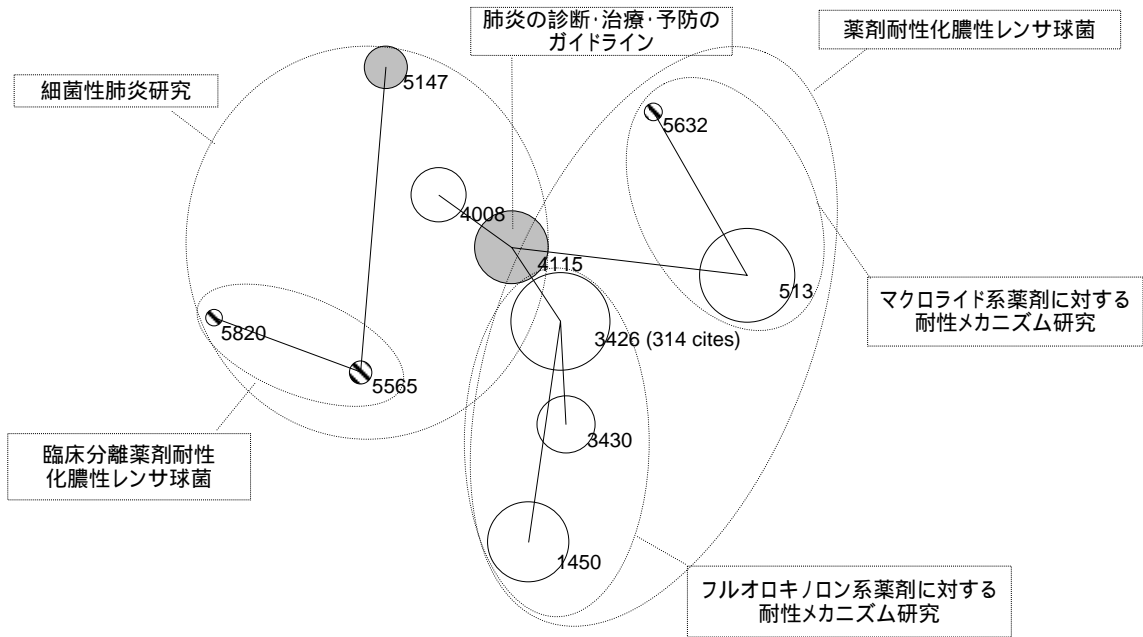 肺炎の診断・治療・予防の
ガイドライン
薬剤耐性化膿性レンサ球菌
細菌性肺炎研究
5147
5632
4008
4115
513
マクロライド系薬剤に対する
耐性メカニズム研究
5820
3426 (314 cites)
5565
3430
臨床分離薬剤耐性
化膿性レンサ球菌
1450
フルオロキノロン系薬剤に対する
耐性メカニズム研究